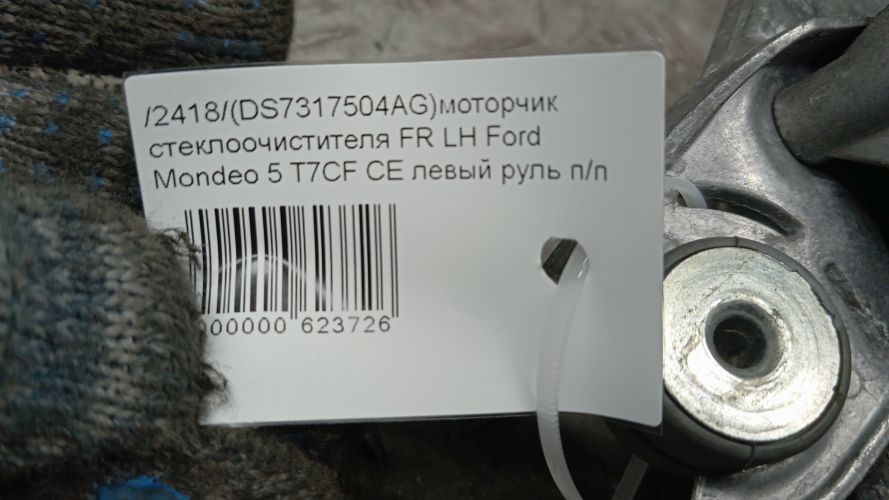 /2418/(DS7317504AG)моторчик
стеклоочистителя FR LH Ford
Mondeo 5 T7CF CE левый руль п/п
000000 623726